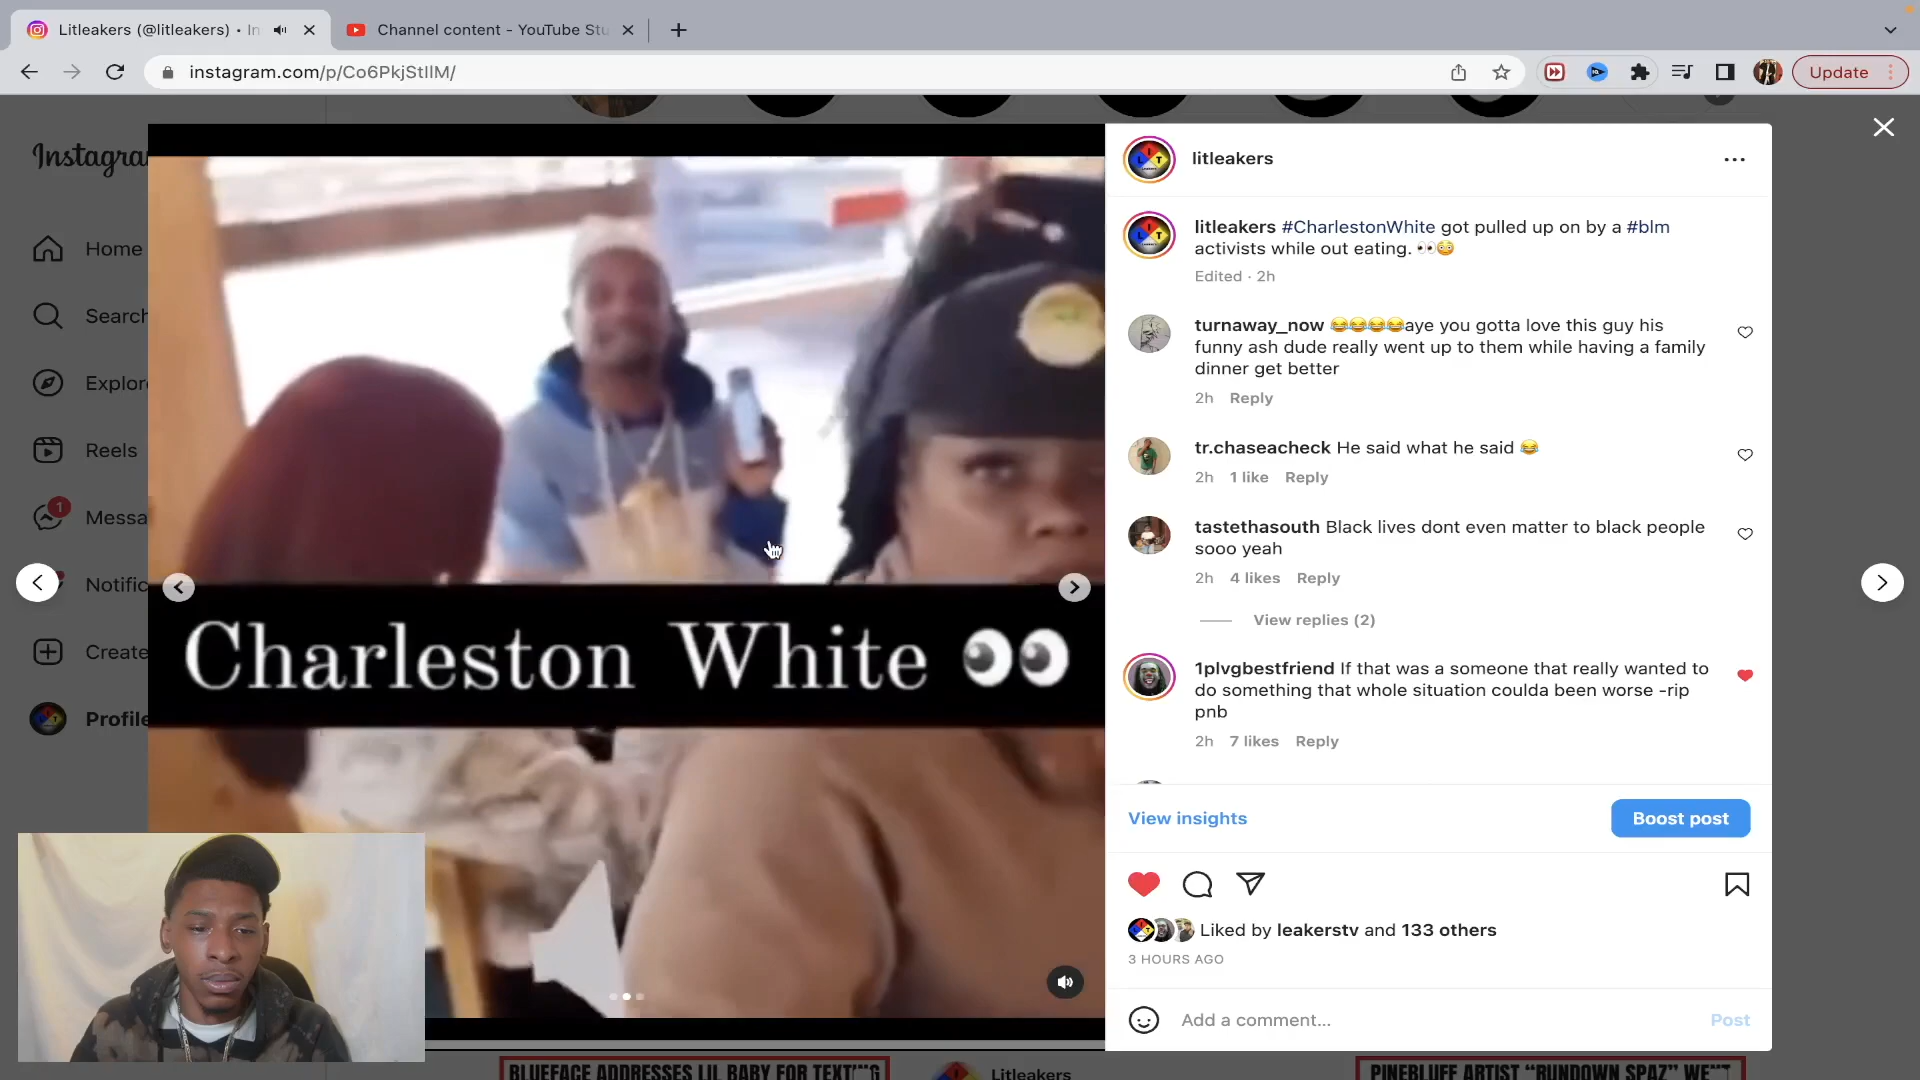 Litleakers (@litleakers) • In
Channel content - YouTube Stu
instagram.com/p/Co6PkjStIlM/
Update
Instagra
Home
Search
Explor
Reels
1
Messa
Notific
Create
Profile
Charleston White 👀
litleakers
litleakers #CharlestonWhite got pulled up on by a #blm
activists while out eating. 👀😳
Edited · 2h
turnaway_now 😂😂😂😂aye you gotta love this guy his
funny ash dude really went up to them while having a family
dinner get better
2h Reply
tr.chaseacheck He said what he said 😂
2h 1 like Reply
tastethasouth Black lives dont even matter to black people
sooo yeah
2h 4 likes Reply
View replies (2)
1plvgbestfriend If that was a someone that really wanted to
do something that whole situation coulda been worse -rip
pnb
2h 7 likes Reply
View insights
Boost post
Liked by leakerstv and 133 others
3 HOURS AGO
Add a comment...
Post
BLUEFACE ADDRESSES LIL BABY FOR TEXTING
Litleakers
PINEBLUFF ARTIST “RUNDOWN SPAZ” WE